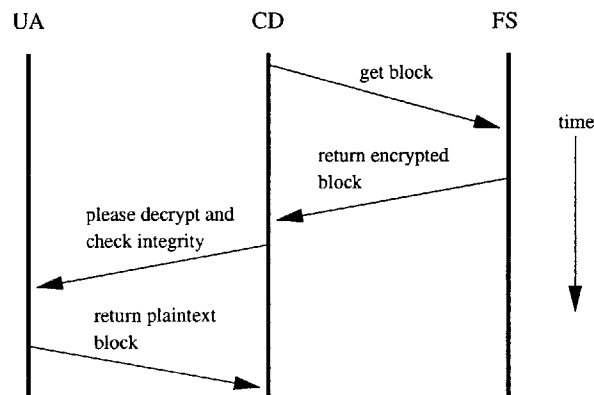 UA
CD
FS
get block
time
return encrypted
block
please decrypt and
check integrity
return plaintext
block